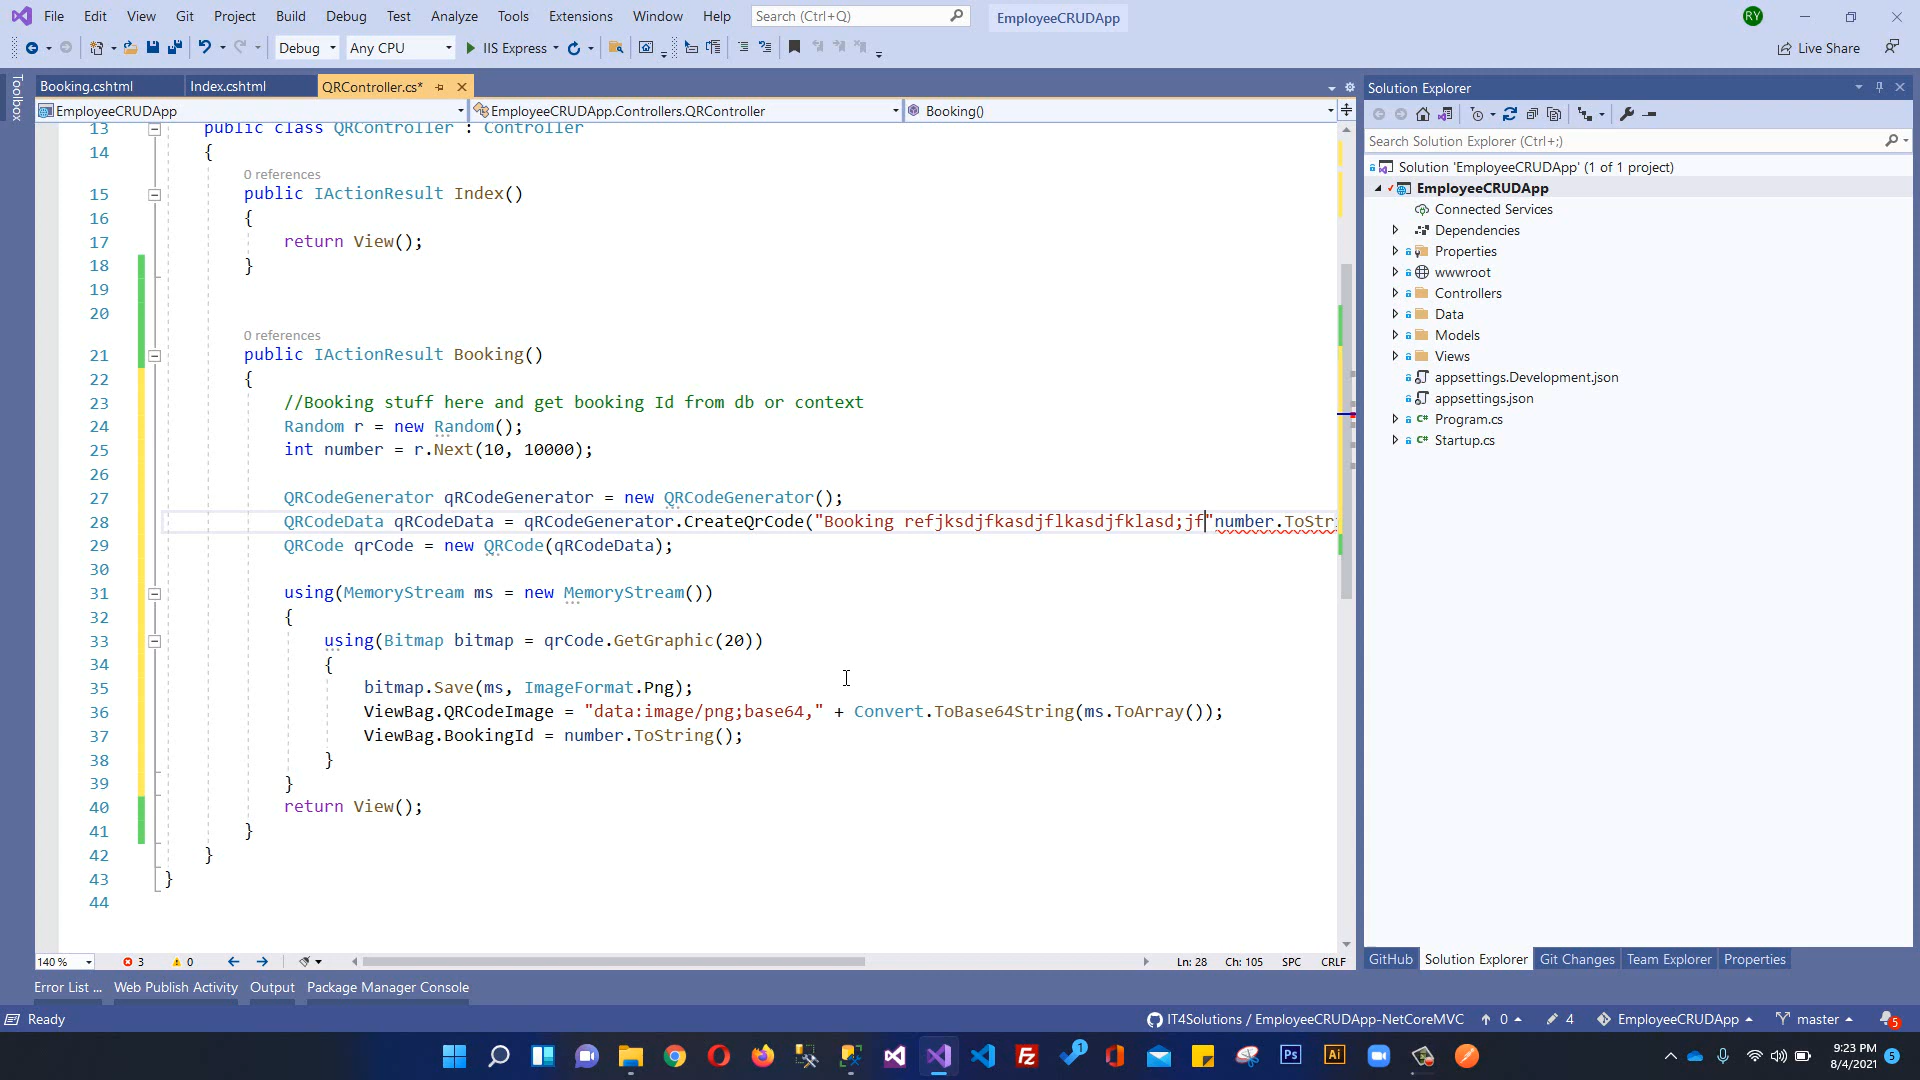 File Edit View Git Project Build Debug Test Analyze Tools Extensions Window Help Search (Ctrl+Q) EmployeeCRUDApp RY
Debug Any CPU IIS Express Live Share
Toolbox
Booking.cshtml Index.cshtml QRController.cs*
EmployeeCRUDApp EmployeeCRUDApp.Controllers.QRController Booking()
13 public class QRController : Controller
14 {
0 references
15 public IActionResult Index()
16 {
17 return View();
18 }
19
20
0 references
21 public IActionResult Booking()
22 {
23 //Booking stuff here and get booking Id from db or context
24 Random r = new Random();
25 int number = r.Next(10, 10000);
26
27 QRCodeGenerator qRCodeGenerator = new QRCodeGenerator();
28 QRCodeData qRCodeData = qRCodeGenerator.CreateQrCode("Booking refjksdjfkasdjflkasdjfklasd;jf"number.ToStr
29 QRCode qrCode = new QRCode(qRCodeData);
30
31 using(MemoryStream ms = new MemoryStream())
32 {
33 using(Bitmap bitmap = qrCode.GetGraphic(20))
34 {
35 bitmap.Save(ms, ImageFormat.Png);
36 ViewBag.QRCodeImage = "data:image/png;base64," + Convert.ToBase64String(ms.ToArray());
37 ViewBag.BookingId = number.ToString();
38 }
39 }
40 return View();
41 }
42 }
43 }
44
140 % 3 0 Ln: 28 Ch: 105 SPC CRLF
Error List ... Web Publish Activity Output Package Manager Console
Solution Explorer
Search Solution Explorer (Ctrl+;)
Solution 'EmployeeCRUDApp' (1 of 1 project)
EmployeeCRUDApp
Connected Services
Dependencies
Properties
wwwroot
Controllers
Data
Models
Views
appsettings.Development.json
appsettings.json
C# Program.cs
C# Startup.cs
GitHub Solution Explorer Git Changes Team Explorer Properties
Ready IT4Solutions / EmployeeCRUDApp-NetCoreMVC 0 4 EmployeeCRUDApp master 5
1 Fz Ps Ai 9:23 PM 5
8/4/2021